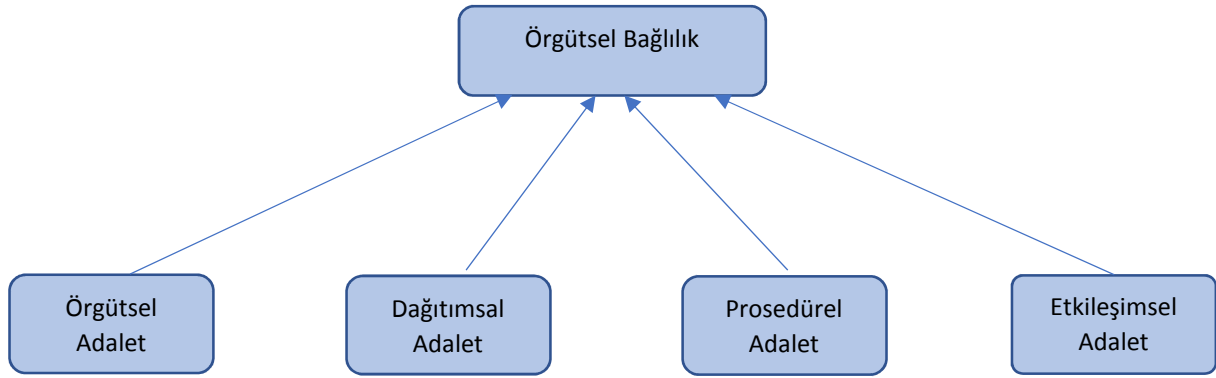 Örgütsel Bağlılık
Örgütsel
Adalet
Dağıtımsal
Adalet
Prosedürel
Adalet
Etkileşimsel
Adalet